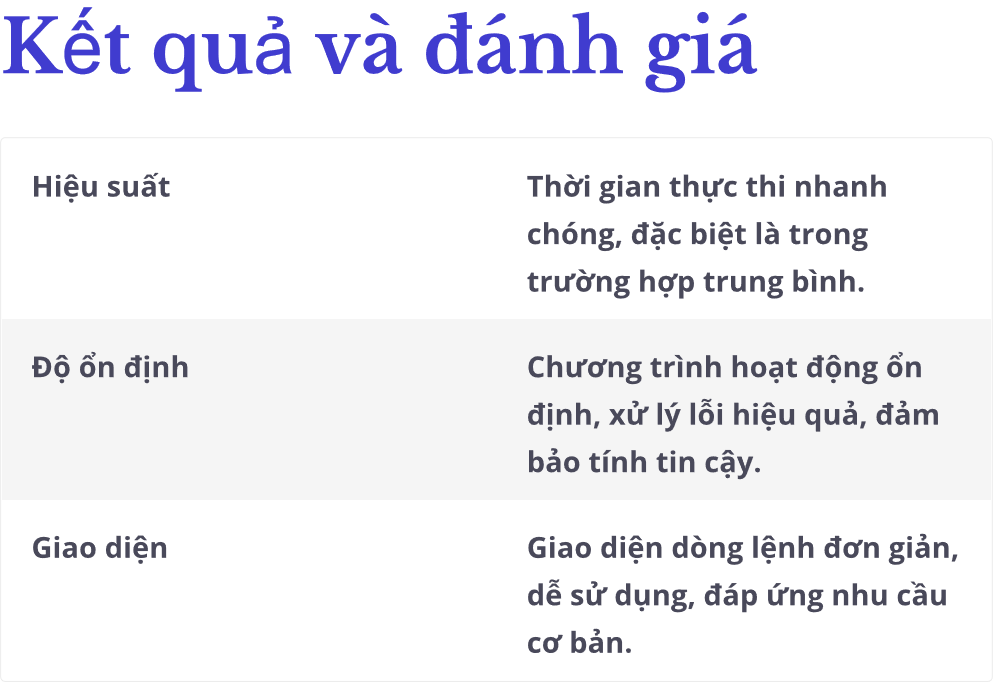 Kết quả và đánh giá
Hiệu suất
Thời gian thực thi nhanh
chóng, đặc biệt là trong
trường hợp trung bình.
Độ ổn định
Chương trình hoạt động ổn
định, xử lý lỗi hiệu quả, đảm
bảo tính tin cậy.
Giao diện
Giao diện dòng lệnh đơn giản,
dễ sử dụng, đáp ứng nhu cầu
cơ bản.